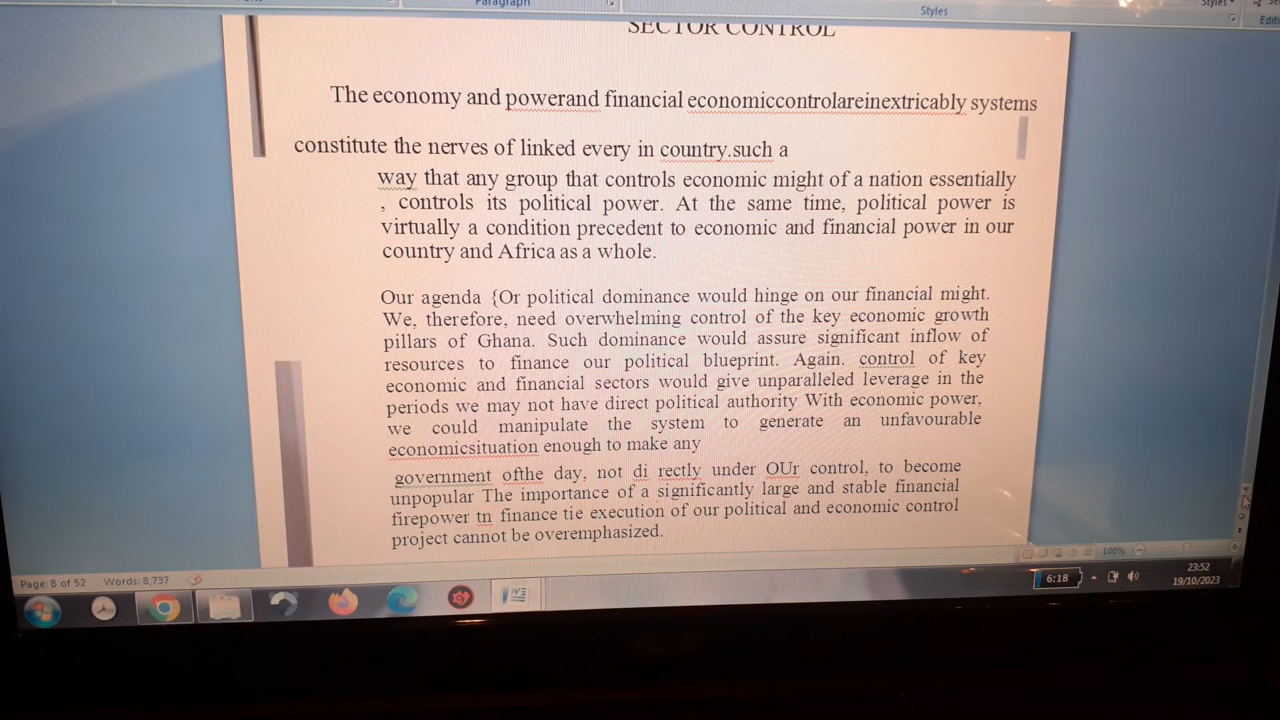 Paragraph
Styles
Styles
SECTOR CONTROL
The economy and powerand financial economiccontrolareinextricably systems
constitute the nerves of linked every in country.such a
way that any group that controls economic might of a nation essentially
, controls its political power. At the same time, political power is
virtually a condition precedent to economic and financial power in our
country and Africa as a whole.
Our agenda {Or political dominance would hinge on our financial might.
We, therefore, need overwhelming control of the key economic growth
pillars of Ghana. Such dominance would assure significant inflow of
resources to finance our political blueprint. Again. control of key
economic and financial sectors would give unparalleled leverage in the
periods we may not have direct political authority With economic power,
we could manipulate the system to generate an unfavourable
economicsituation enough to make any
government ofthe day, not di rectly under OUr control, to become
unpopular The importance of a significantly large and stable financial
firepower tn finance tie execution of our political and economic control
project cannot be overemphasized.
Page: 8 of 52 Words: 8,737
100%
6:18
23:52
19/10/2023